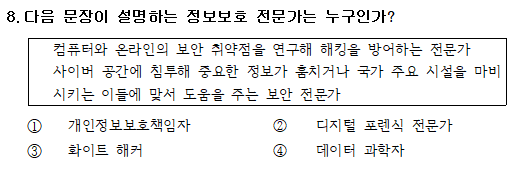 8. 다음 문장이 설명하는 정보보호 전문가는 누구인가?
컴퓨터와 온라인의 보안 취약점을 연구해 해킹을 방어하는 전문가
사이버 공간에 침투해 중요한 정보가 훔치거나 국가 주요 시설을 마비
시키는 이들에 맞서 도움을 주는 보안 전문가
① 개인정보보호책임자 ② 디지털 포렌식 전문가
③ 화이트 해커 ④ 데이터 과학자